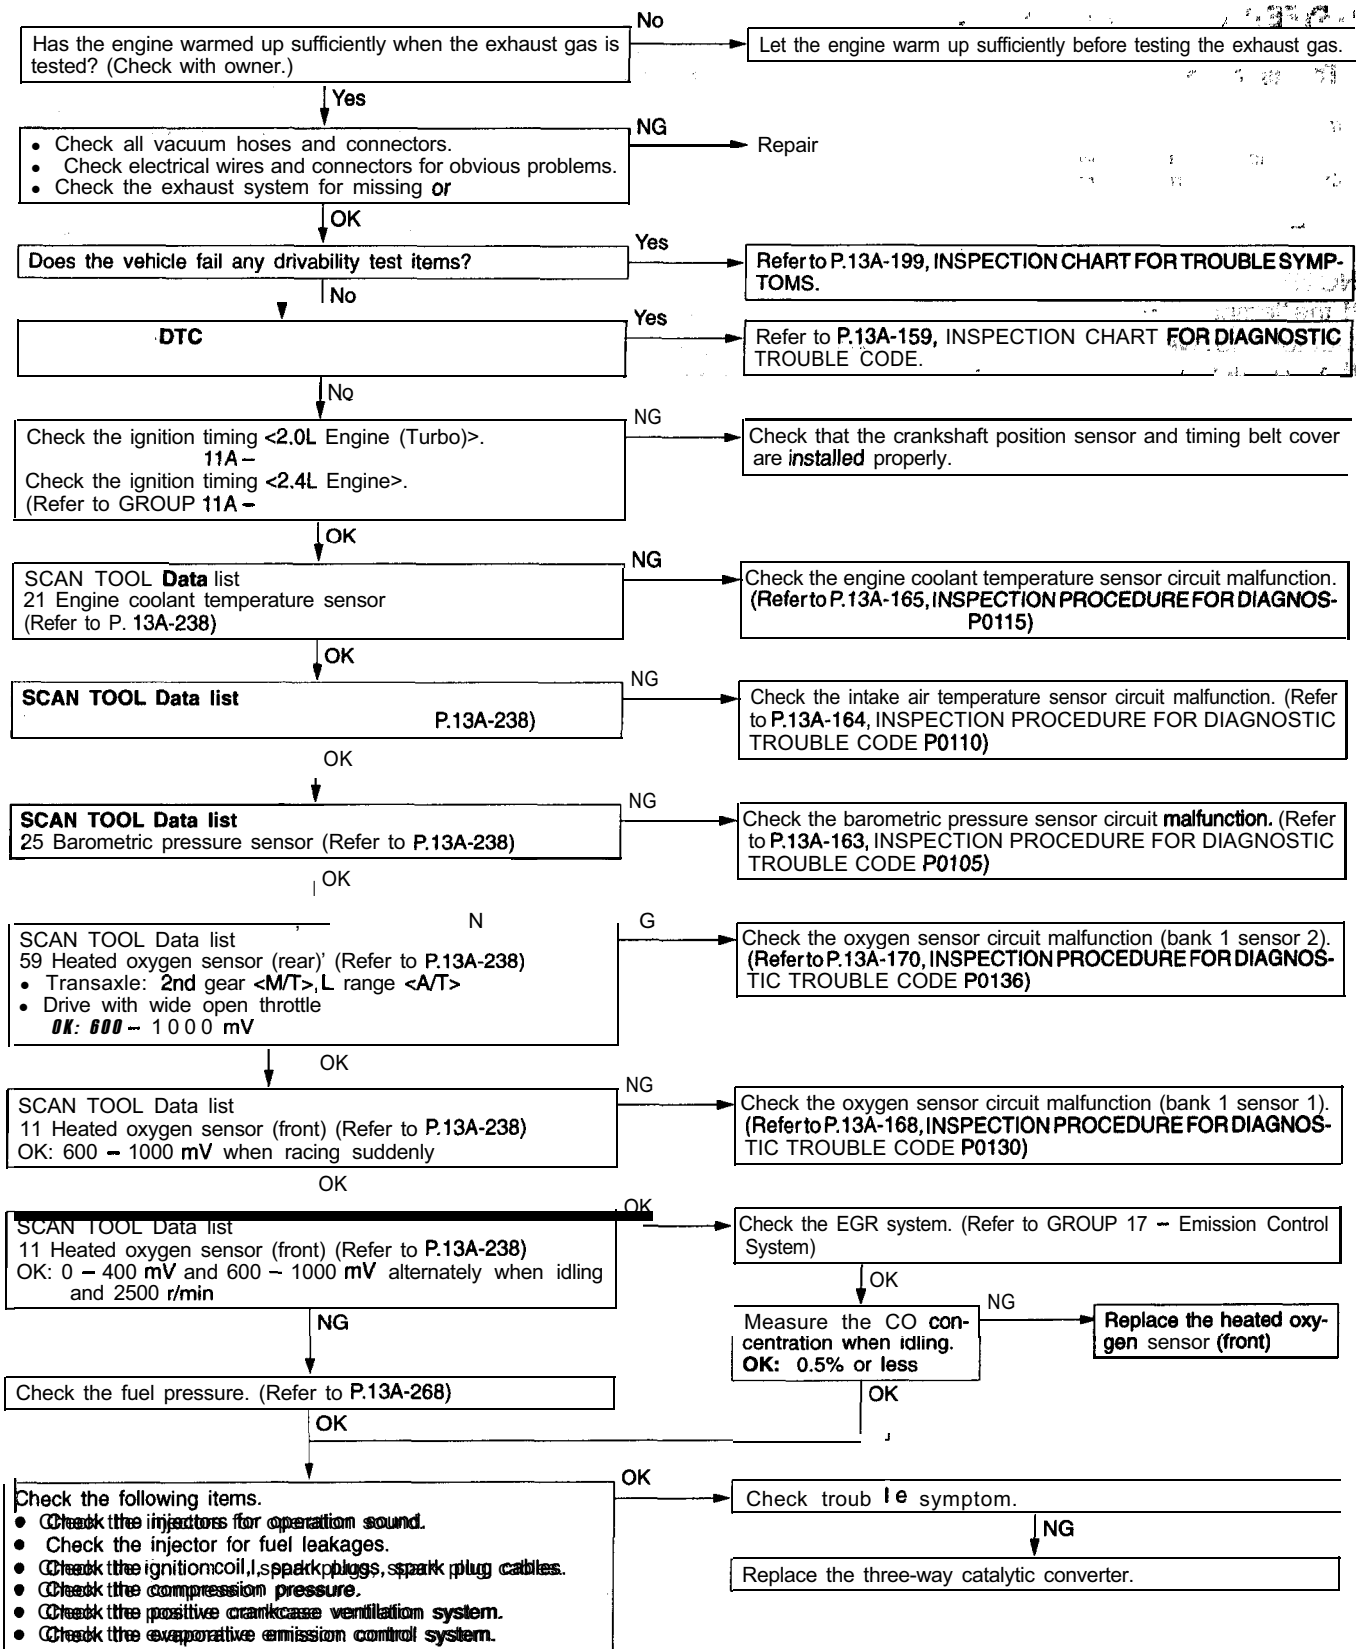 No
Has the engine warmed up sufficiently when the exhaust gas is
tested? (Check with owner.)
Let the engine warm up sufficiently before testing the exhaust gas.
Yes
NG
• Check all vacuum hoses and connectors.
• Check electrical wires and connectors for obvious problems.
• Check the exhaust system for missing or
Repair
OK
Yes
Does the vehicle fail any drivability test items?
Refer to P.13A-199, INSPECTION CHART FOR TROUBLE SYMP-
TOMS.
No
Yes
DTC
Refer to P.13A-159, INSPECTION CHART FOR DIAGNOSTIC
TROUBLE CODE.
No
NG
Check the ignition timing <2.0L Engine (Turbo)>.
11A –
Check the ignition timing <2.4L Engine>.
(Refer to GROUP 11A –
Check that the crankshaft position sensor and timing belt cover
are installed properly.
OK
NG
SCAN TOOL Data list
21 Engine coolant temperature sensor
(Refer to P. 13A-238)
Check the engine coolant temperature sensor circuit malfunction.
(Refer to P.13A-165, INSPECTION PROCEDURE FOR DIAGNOS-
P0115)
OK
NG
SCAN TOOL Data list
P.13A-238)
Check the intake air temperature sensor circuit malfunction. (Refer
to P.13A-164, INSPECTION PROCEDURE FOR DIAGNOSTIC
TROUBLE CODE P0110)
OK
NG
SCAN TOOL Data list
25 Barometric pressure sensor (Refer to P.13A-238)
Check the barometric pressure sensor circuit malfunction. (Refer
to P.13A-163, INSPECTION PROCEDURE FOR DIAGNOSTIC
TROUBLE CODE P0105)
OK
N G
SCAN TOOL Data list
59 Heated oxygen sensor (rear)' (Refer to P.13A-238)
• Transaxle: 2nd gear <M/T>, L range <A/T>
• Drive with wide open throttle
OK: 600 – 1000 mV
Check the oxygen sensor circuit malfunction (bank 1 sensor 2).
(Refer to P.13A-170, INSPECTION PROCEDURE FOR DIAGNOS-
TIC TROUBLE CODE P0136)
OK
NG
SCAN TOOL Data list
11 Heated oxygen sensor (front) (Refer to P.13A-238)
OK: 600 – 1000 mV when racing suddenly
Check the oxygen sensor circuit malfunction (bank 1 sensor 1).
(Refer to P.13A-168, INSPECTION PROCEDURE FOR DIAGNOS-
TIC TROUBLE CODE P0130)
OK
OK
SCAN TOOL Data list
11 Heated oxygen sensor (front) (Refer to P.13A-238)
OK: 0 – 400 mV and 600 – 1000 mV alternately when idling
and 2500 r/min
Check the EGR system. (Refer to GROUP 17 – Emission Control
System)
OK
NG
NG
Measure the CO con-
centration when idling.
OK: 0.5% or less
Replace the heated oxy-
gen sensor (front)
Check the fuel pressure. (Refer to P.13A-268)
OK
OK
OK
Check the following items.
• Check the injectors for operation sound.
• Check the injector for fuel leakages.
• Check the ignition coil, spark plugs, spark plug cables.
• Check the compression pressure.
• Check the positive crankcase ventilation system.
• Check the evaporative emission control system.
Check trouble symptom.
NG
Replace the three-way catalytic converter.